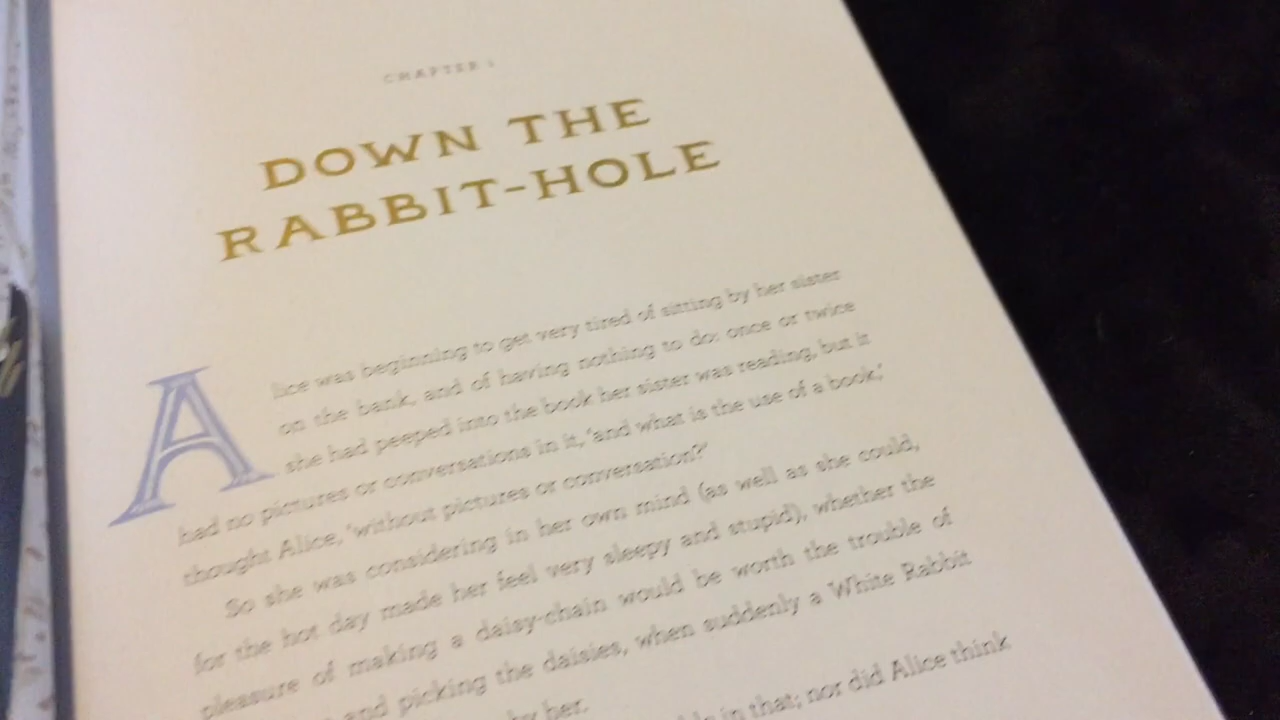 CHAPTER 1
DOWN THE
RABBIT-HOLE
Alice was beginning to get very tired of sitting by her sister
on the bank, and of having nothing to do: once or twice
she had peeped into the book her sister was reading, but it
had no pictures or conversations in it, 'and what is the use of a book,'
thought Alice, 'without pictures or conversation?'
So she was considering in her own mind (as well as she could,
for the hot day made her feel very sleepy and stupid), whether the
pleasure of making a daisy-chain would be worth the trouble of
and picking the daisies, when suddenly a White Rabbit
by her.
in that; nor did Alice think